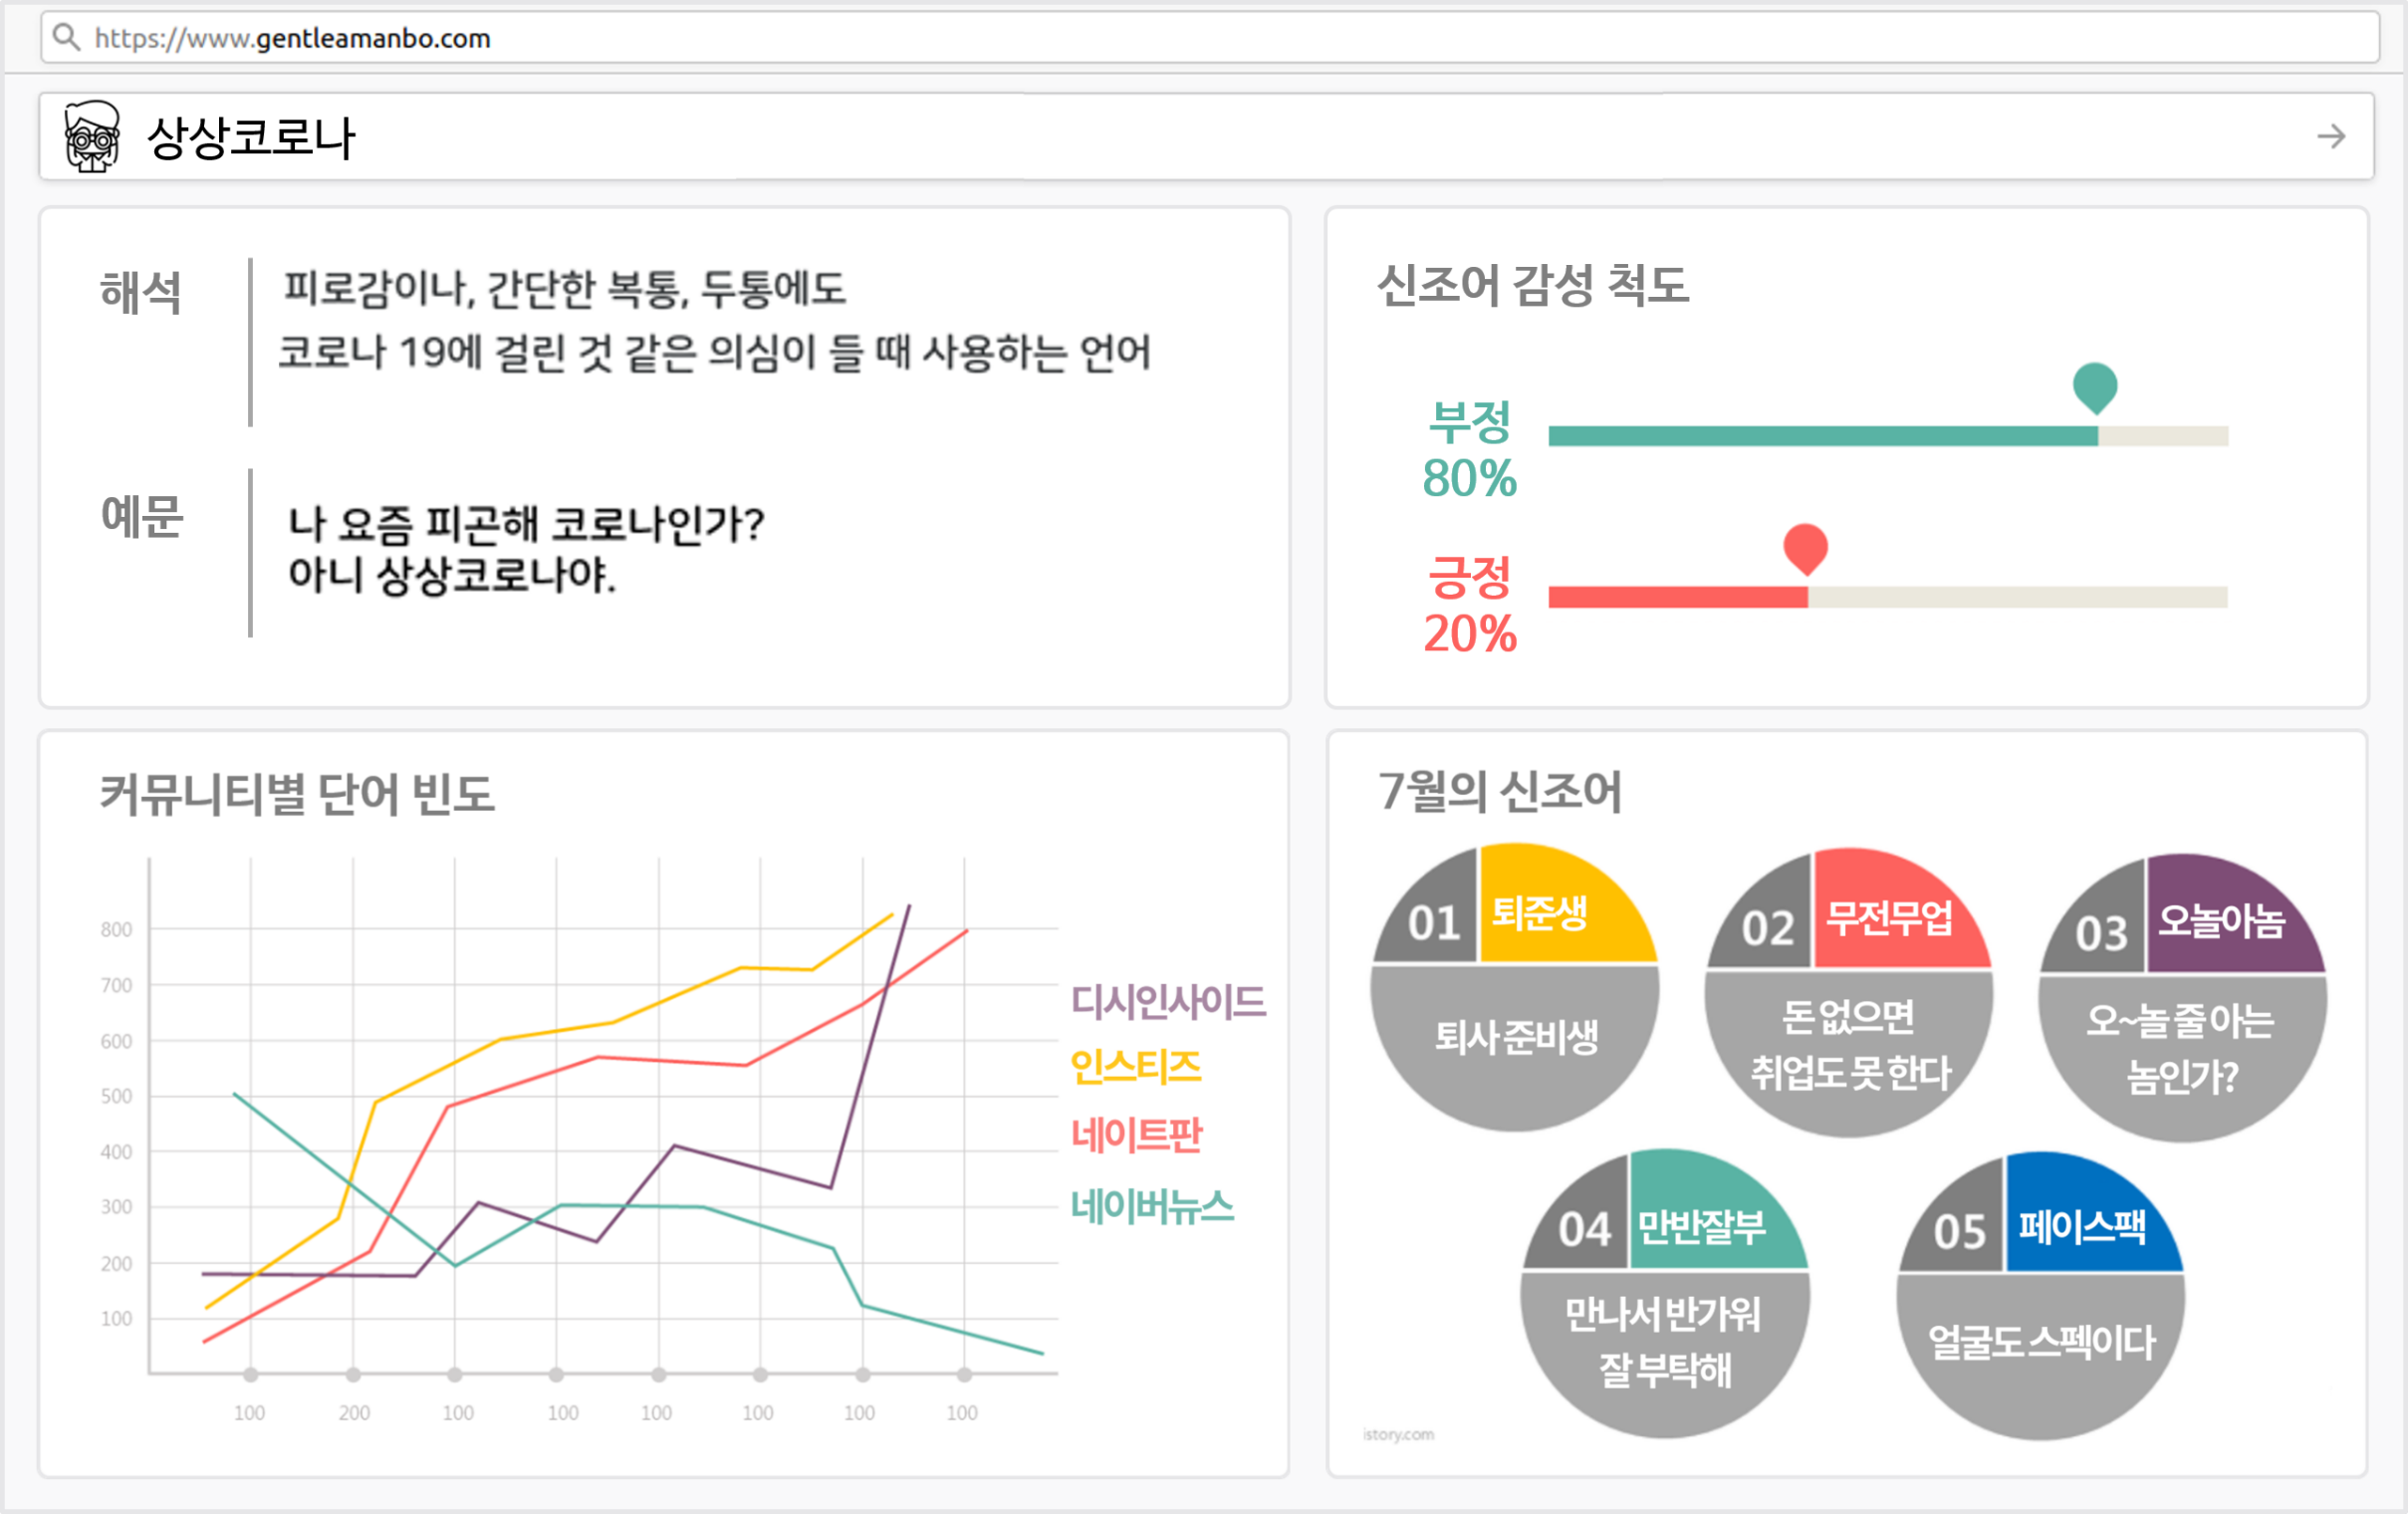 https://www.gentleamanbo.com
상상코로나
해석
피로감이나, 간단한 복통, 두통에도
코로나 19에 걸린 것 같은 의심이 들 때 사용하는 언어
예문
나 요즘 피곤해 코로나인가?
아니 상상코로나야.
신조어 감성 척도
부정
80%
긍정
20%
커뮤니티별 단어 빈도
800
700
600
500
400
300
200
100
100 200 100 100 100 100 100 100
디시인사이드
인스티즈
네이트판
네이버뉴스
7월의 신조어
01 퇴준생
퇴사 준비생
02 무전무업
돈 없으면
취업도 못 한다
03 오놀아놈
오~놀 줄 아는
놈인가?
04 만반잘부
만나서 반가워
잘 부탁해
05 페이스팩
얼굴도 스펙이다
istory.com